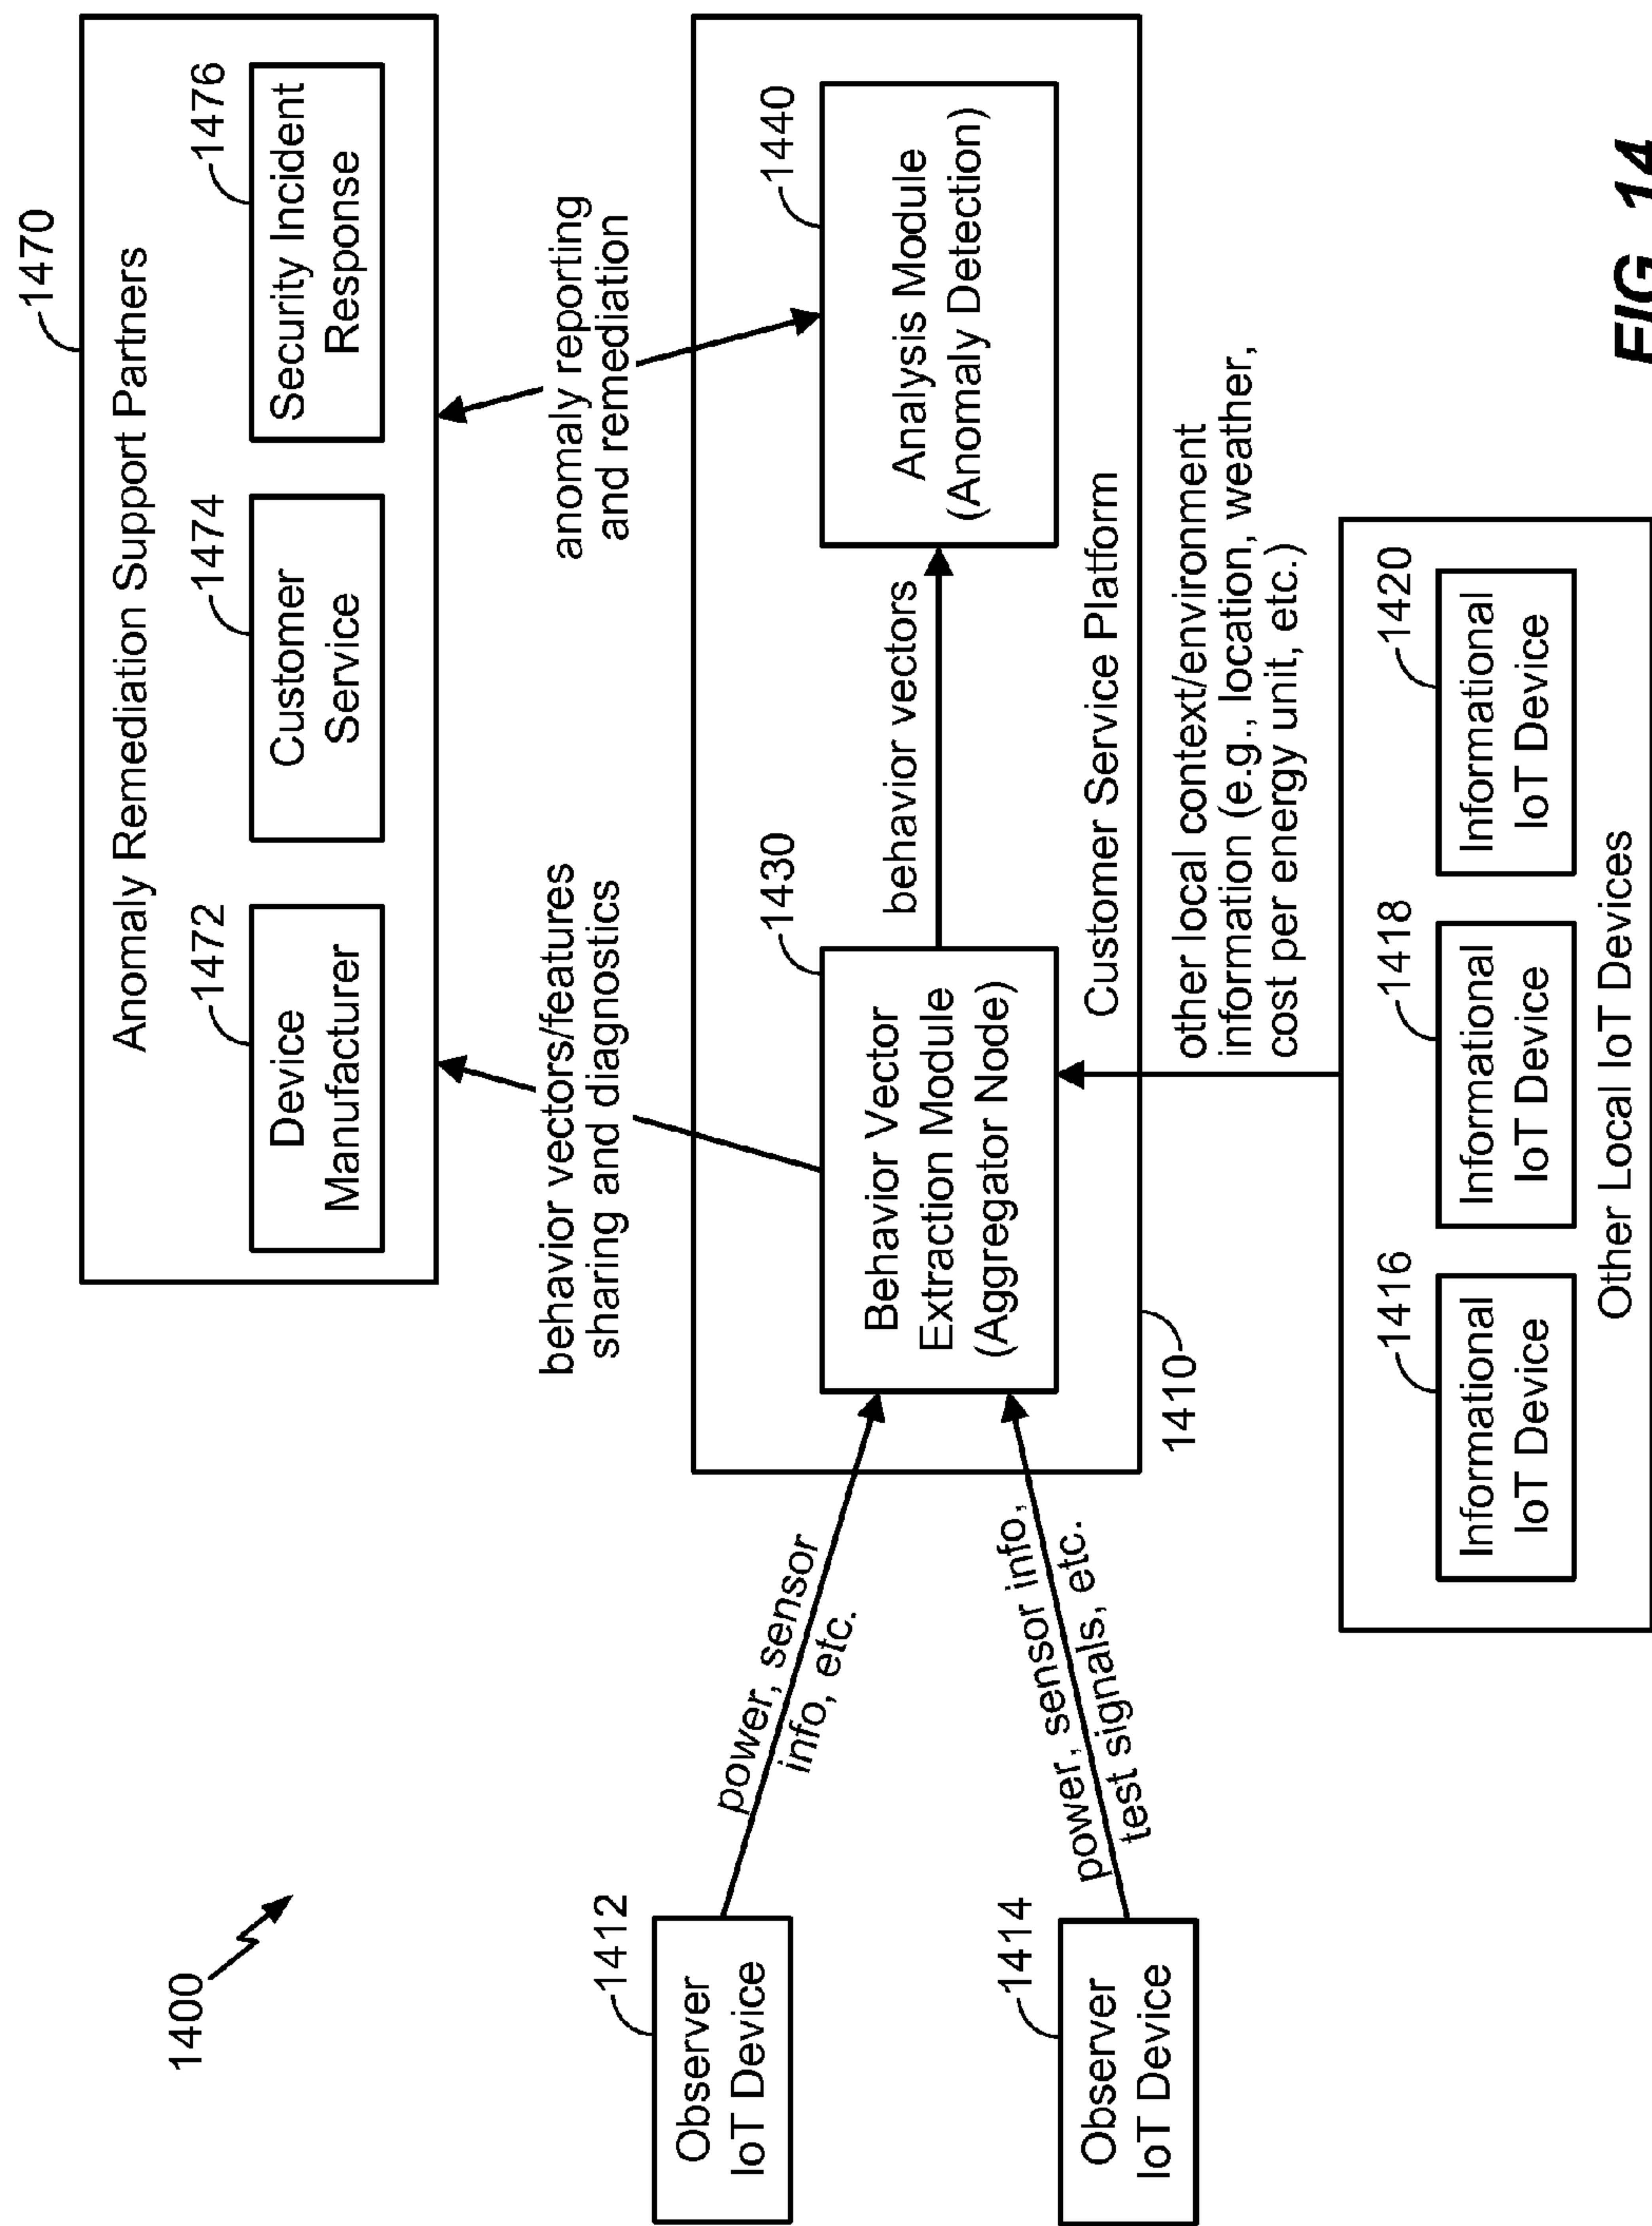 1400
1470
Anomaly Remediation Support Partners
1472
Device
Manufacturer
1474
Customer
Service
1476
Security Incident
Response
behavior vectors/features
sharing and diagnostics
anomaly reporting
and remediation
Observer
IoT Device
1412
power, sensor
info, etc.
Observer
IoT Device
1414
power, sensor info,
test signals, etc.
1430
Behavior Vector
Extraction Module
(Aggregator Node)
behavior vectors
1440
Analysis Module
(Anomaly Detection)
Customer Service Platform
1410
other local context/environment
information (e.g., location, weather,
cost per energy unit, etc.)
1416
Informational
IoT Device
1418
Informational
IoT Device
1420
Informational
IoT Device
Other Local IoT Devices
FIG. 14